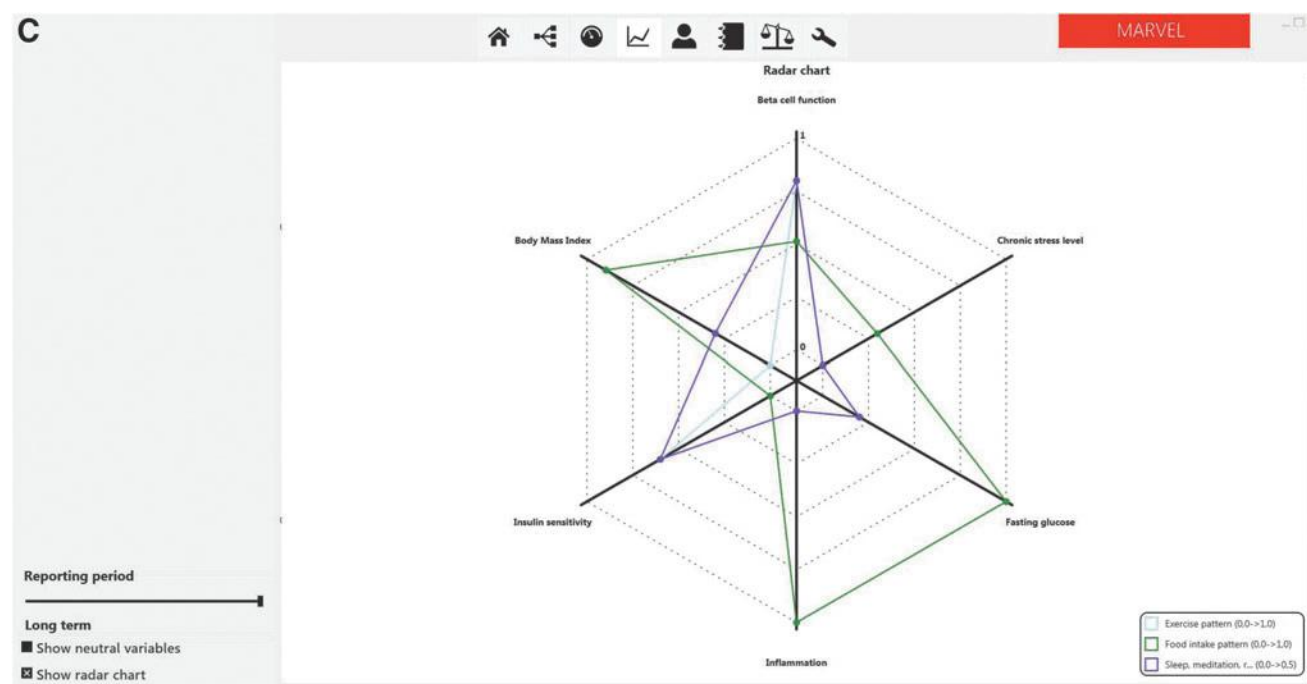 C
MARVEL
Radar chart
Beta cell function
1
Body Mass Index
Chronic stress level
0
Insulin sensitivity
Fasting glucose
Inflammation
Reporting period
Long term
Show neutral variables
Show radar chart
Exercise pattern (0.0->1.0)
Food intake pattern (0.0->1.0)
Sleep, meditation, r... (0.0->0.5)